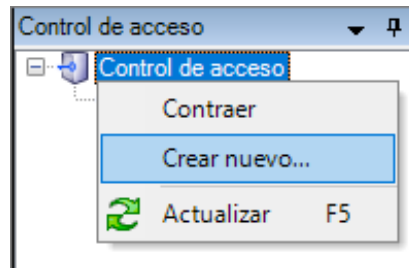 Control de acceso
Control de acceso
Contraer
Crear nuevo...
Actualizar F5